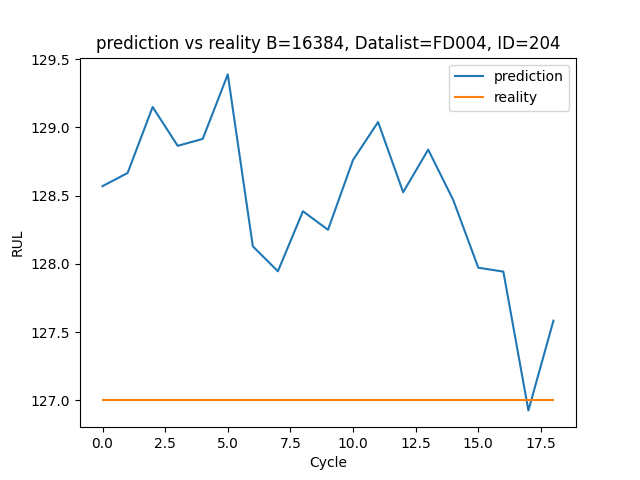 prediction vs reality B=16384, Datalist=FD004, ID=204
prediction
reality
RUL
129.5
129.0
128.5
128.0
127.5
127.0
0.0 2.5 5.0 7.5 10.0 12.5 15.0 17.5
Cycle